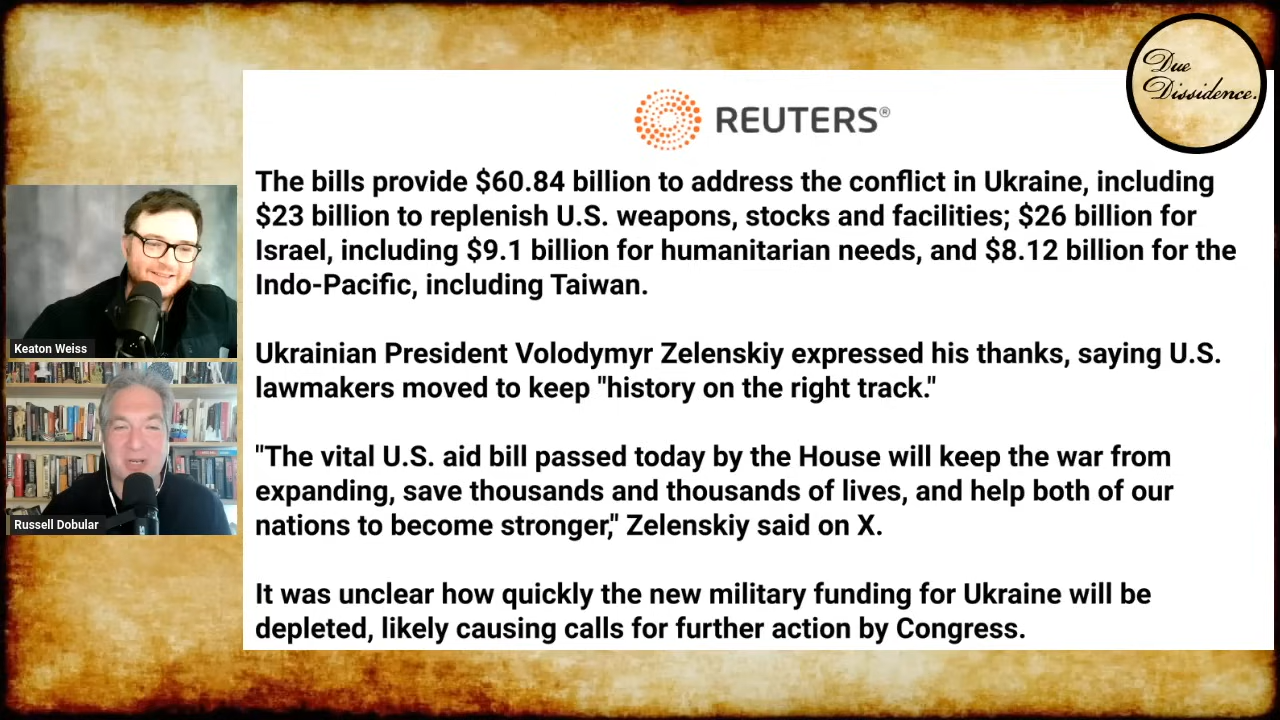 Due
Dissidence.
REUTERS®
The bills provide $60.84 billion to address the conflict in Ukraine, including
$23 billion to replenish U.S. weapons, stocks and facilities; $26 billion for
Israel, including $9.1 billion for humanitarian needs, and $8.12 billion for the
Indo-Pacific, including Taiwan.
Ukrainian President Volodymyr Zelenskiy expressed his thanks, saying U.S.
lawmakers moved to keep "history on the right track."
"The vital U.S. aid bill passed today by the House will keep the war from
expanding, save thousands and thousands of lives, and help both of our
nations to become stronger," Zelenskiy said on X.
It was unclear how quickly the new military funding for Ukraine will be
depleted, likely causing calls for further action by Congress.
Keaton Weiss
Russell Dobular